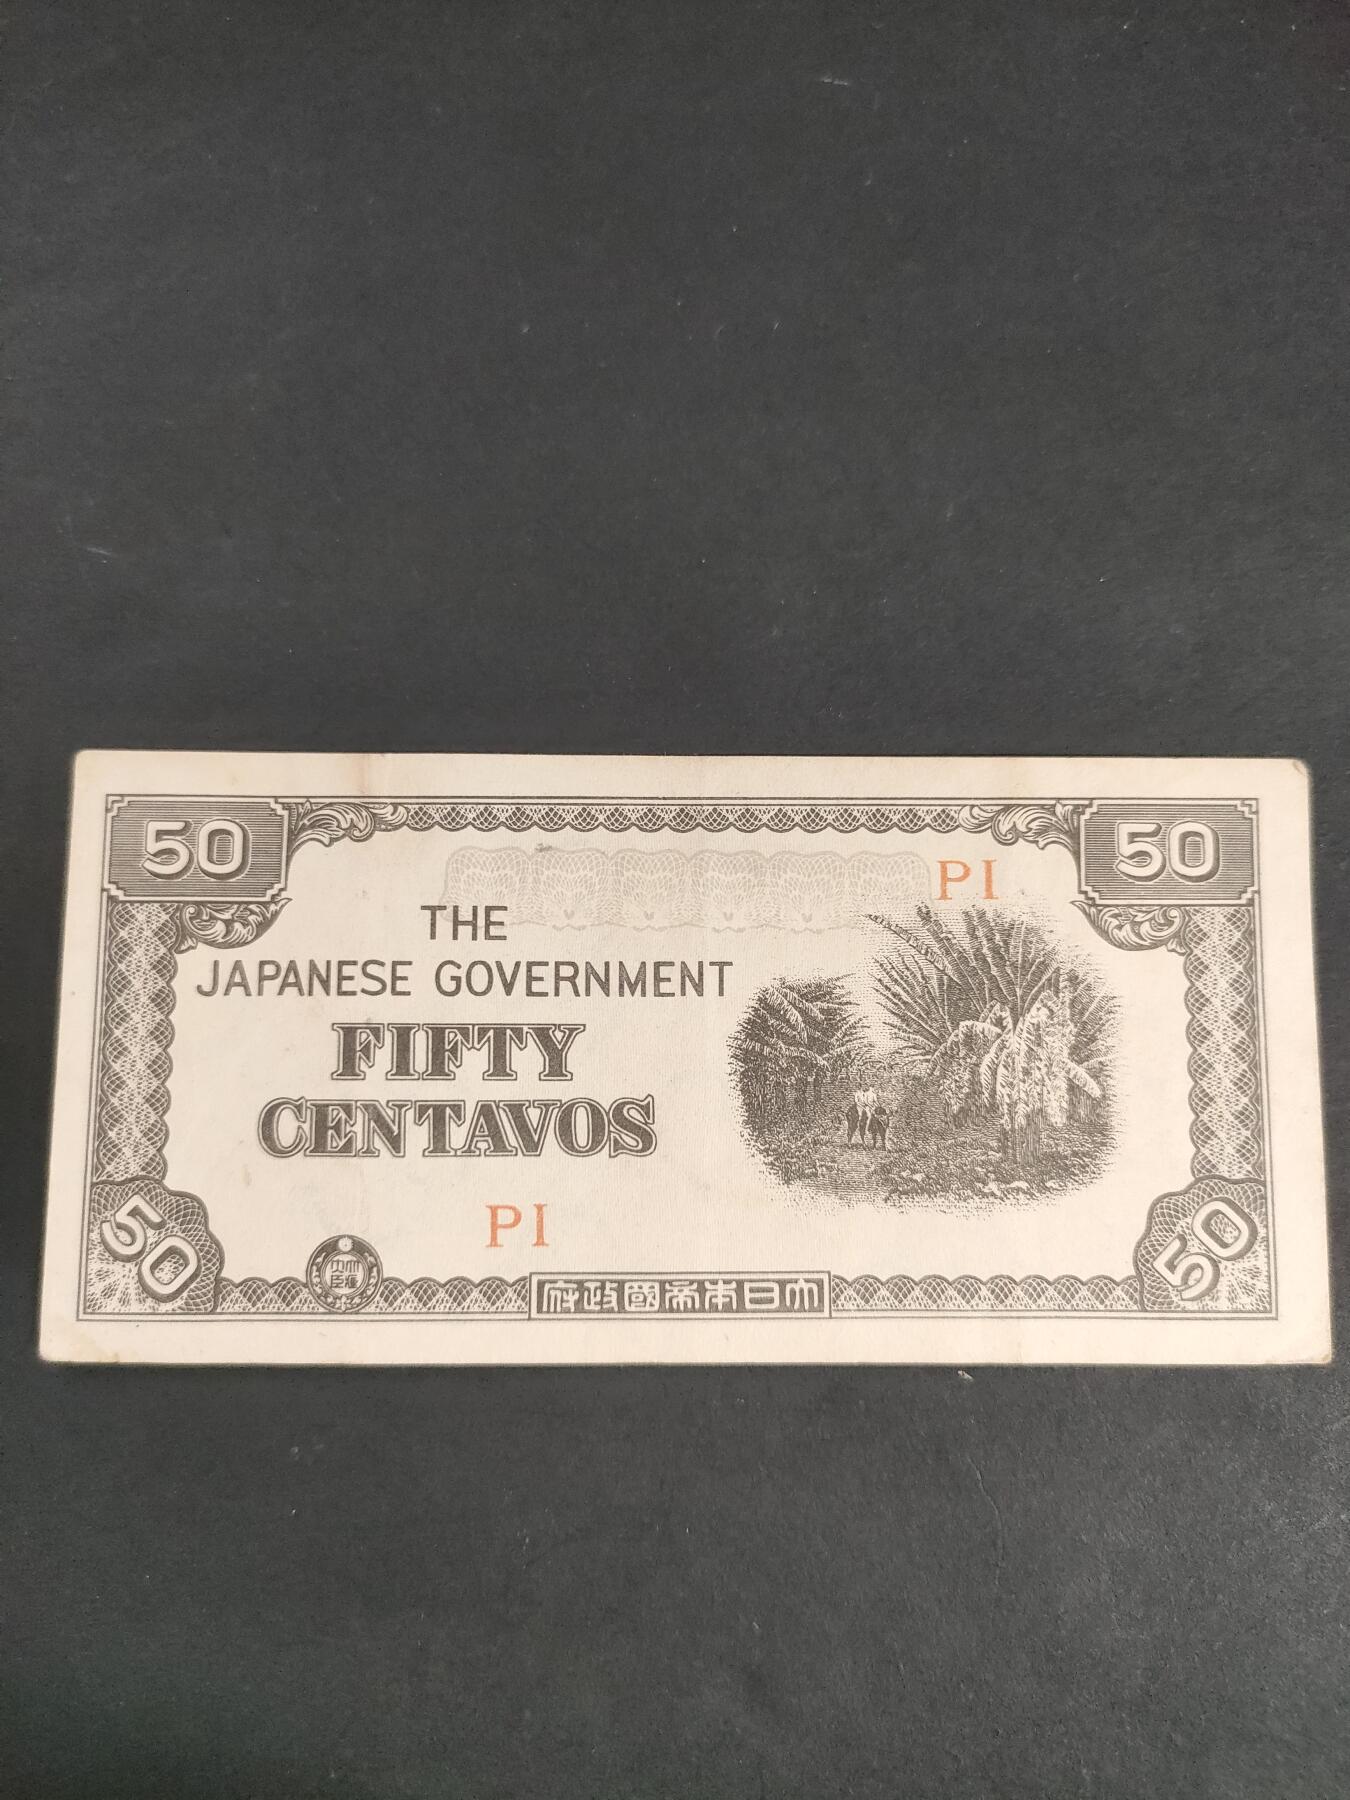 50
50
PI
THE
JAPANESE GOVERNMENT
FIFTY
CENTAVOS
PI
50
50
府政國帝本日大